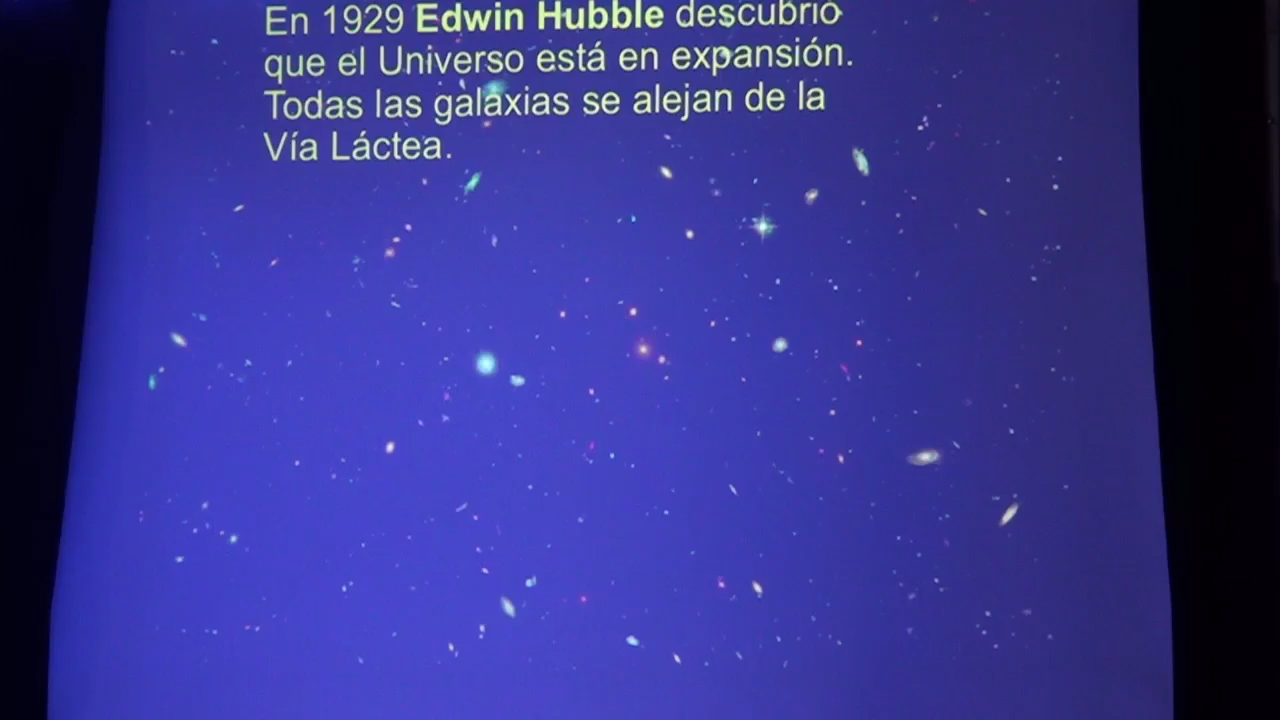 En 1929 Edwin Hubble descubrió
que el Universo está en expansión.
Todas las galaxias se alejan de la
Vía Láctea.